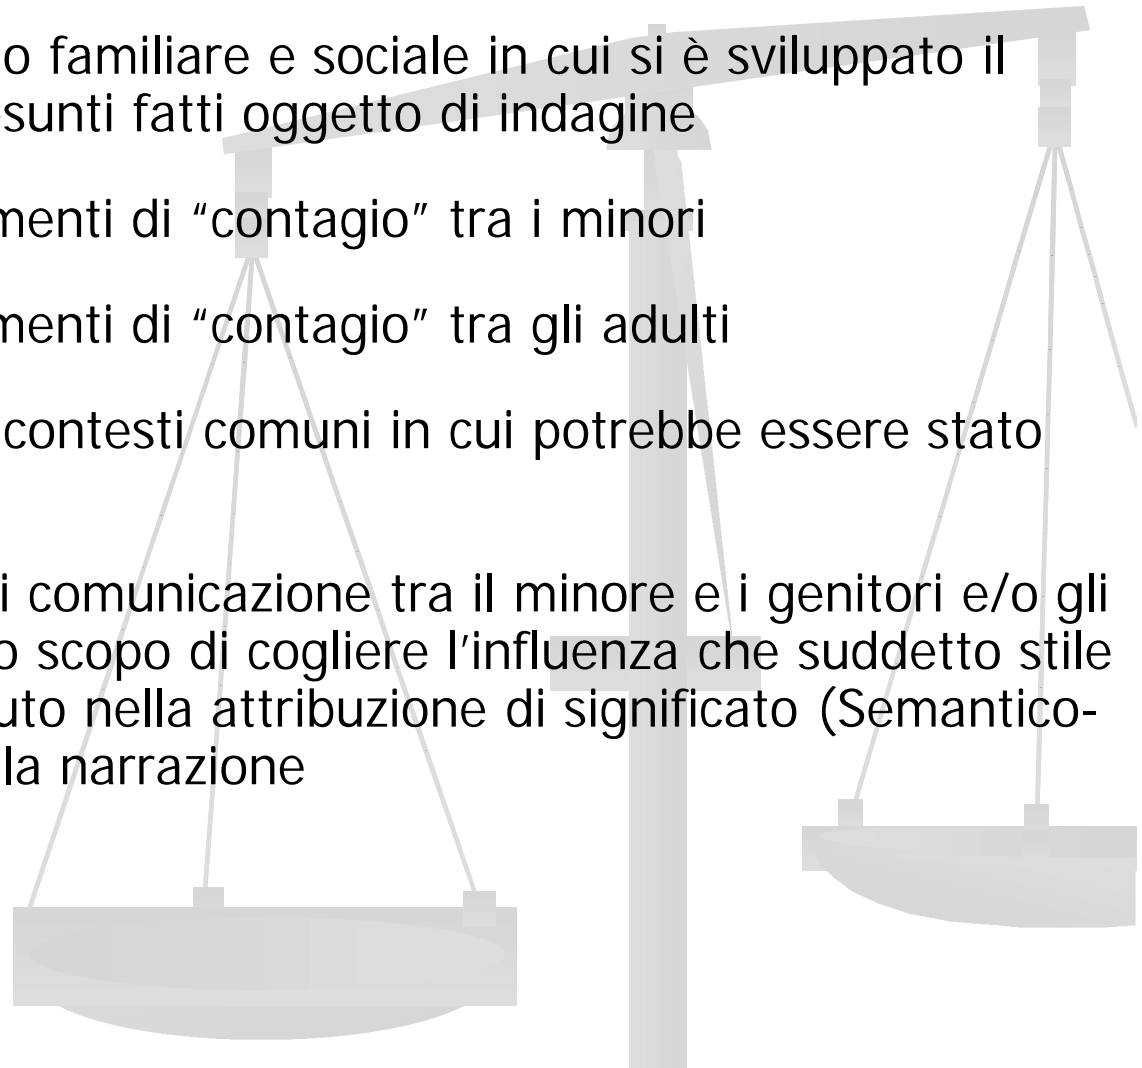 o familiare e sociale in cui si è sviluppato il
sunti fatti oggetto di indagine
menti di “contagio” tra i minori
menti di “contagio” tra gli adulti
contesti comuni in cui potrebbe essere stato
i comunicazione tra il minore e i genitori e/o gli
o scopo di cogliere l’influenza che suddetto stile
uto nella attribuzione di significato (Semantico-
la narrazione